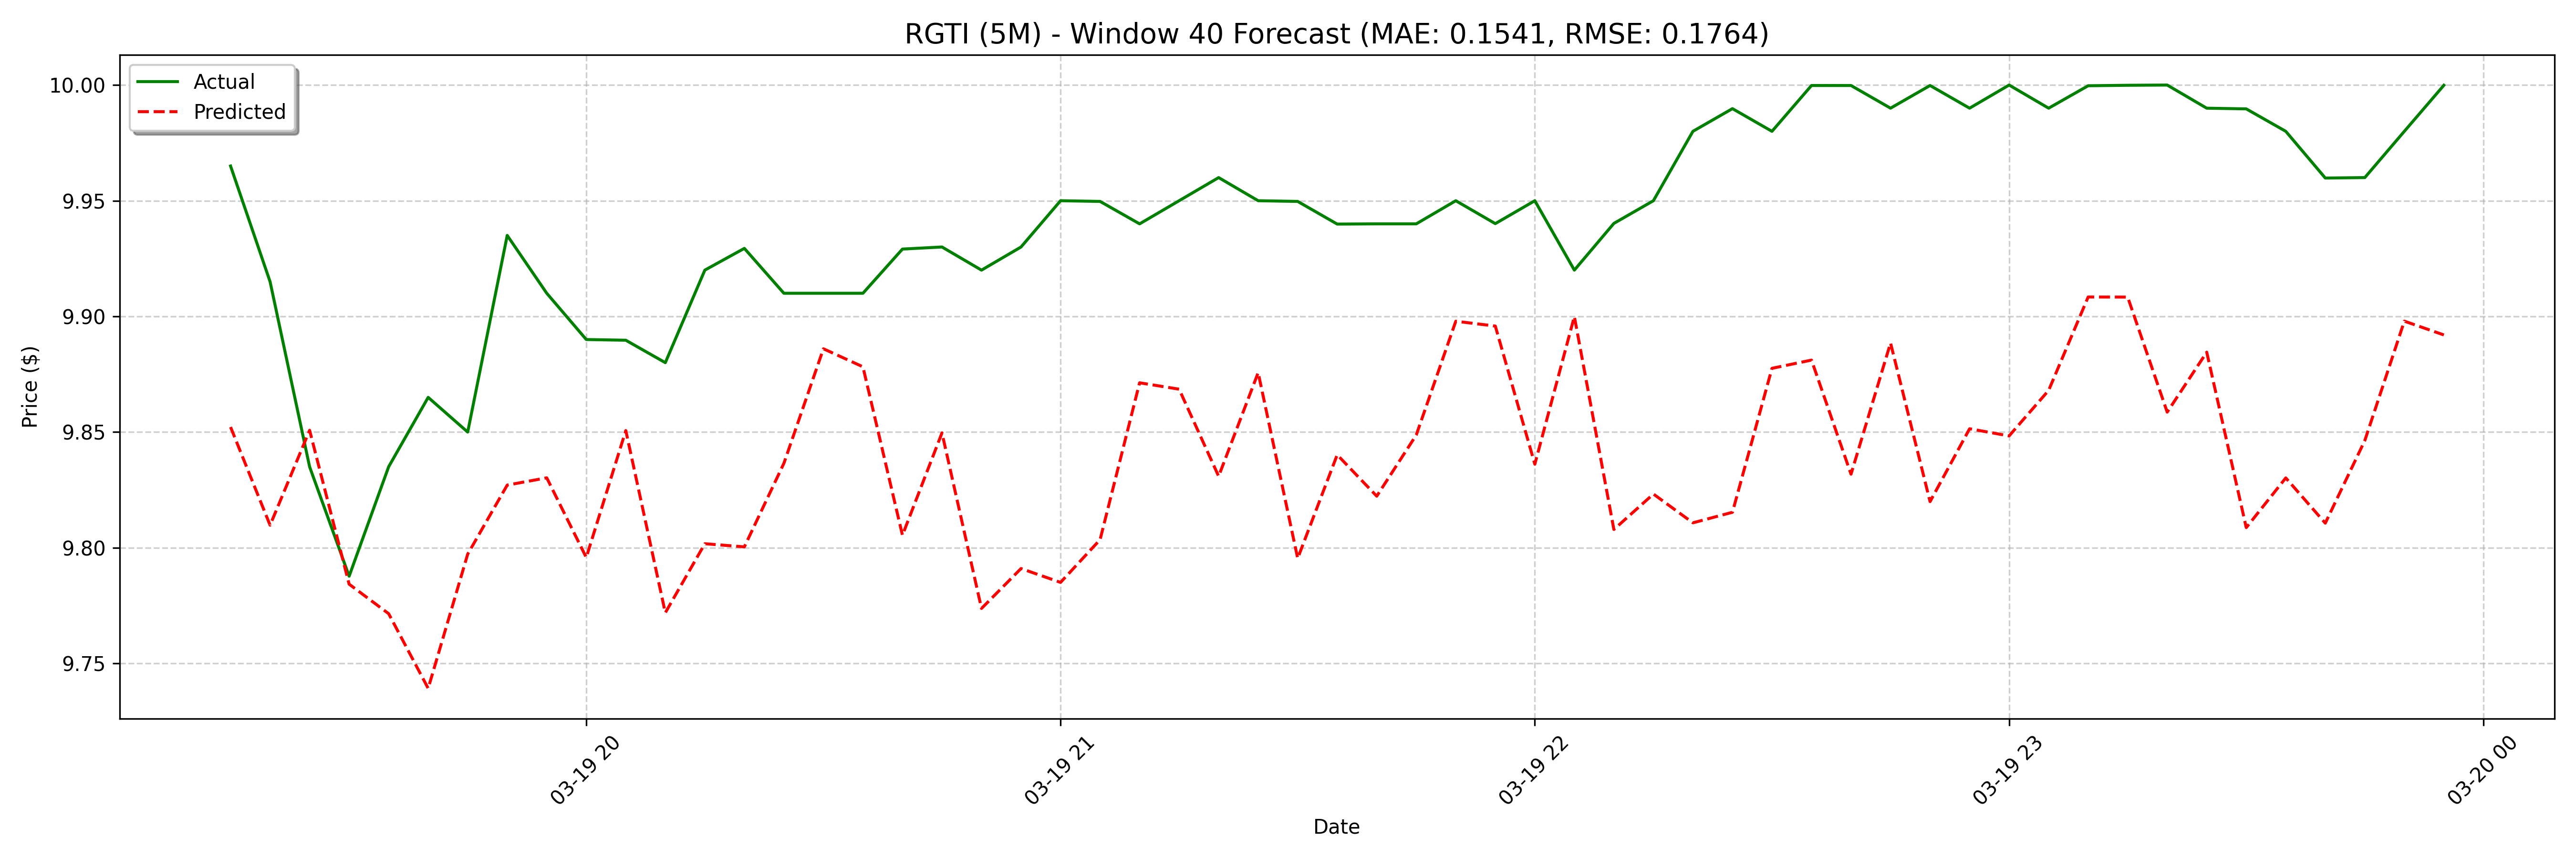 RGTI (5M) - Window 40 Forecast (MAE: 0.1541, RMSE: 0.1764)
Actual
Predicted
Price ($)
10.00
9.95
9.90
9.85
9.80
9.75
03-19 20
03-19 21
03-19 22
03-19 23
03-20 00
Date